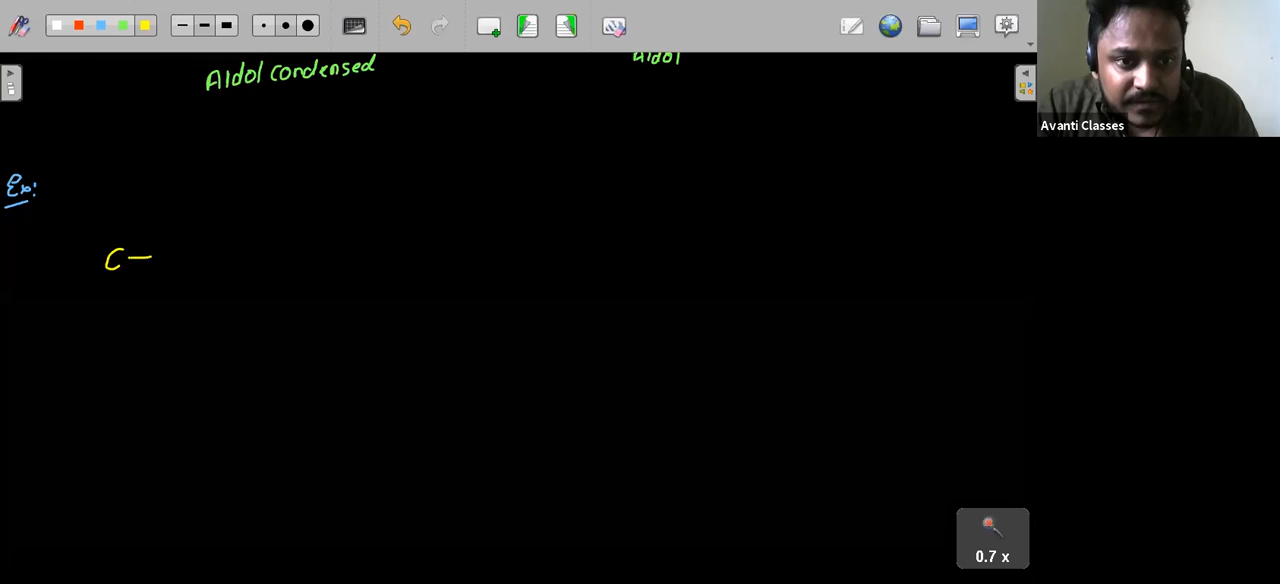 Aldol condensed
Aldol
Avanti Classes
Ex:
C –
0.7 x